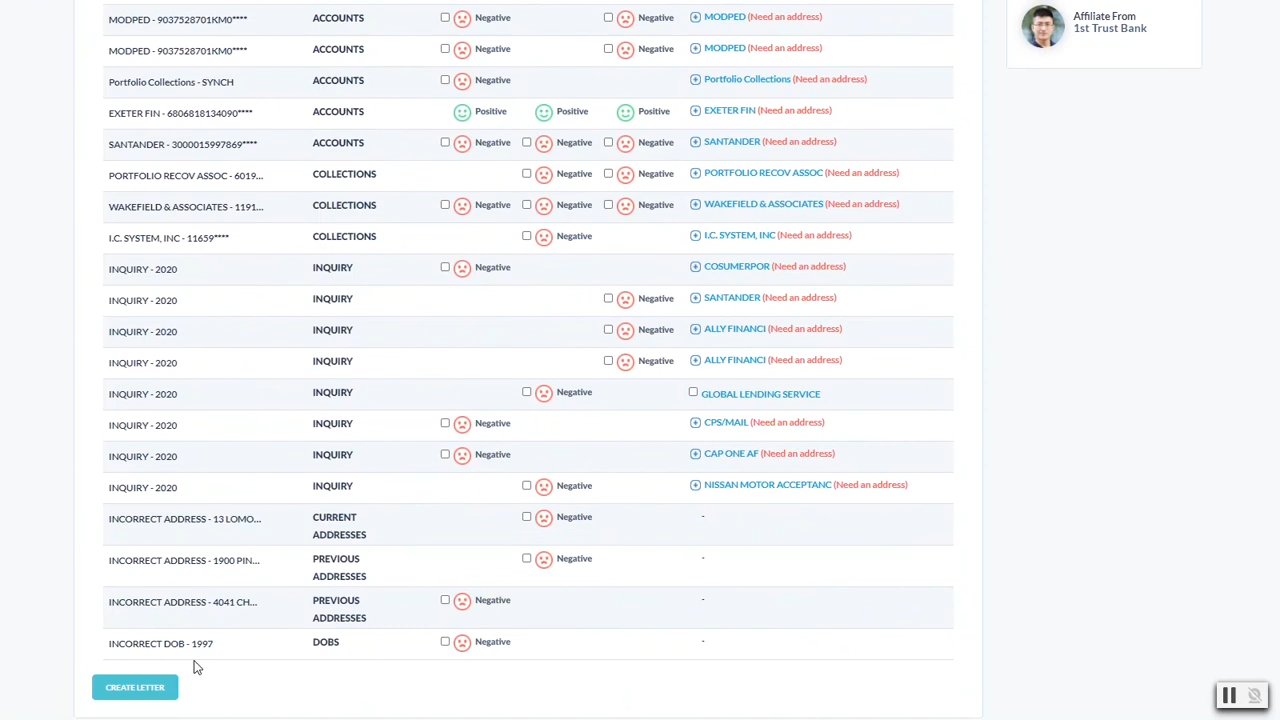 MODPED - 9037528701KM0**** ACCOUNTS Negative Negative MODPED (Need an address)
MODPED - 9037528701KM0**** ACCOUNTS Negative Negative MODPED (Need an address)
Portfolio Collections - SYNCH ACCOUNTS Negative Portfolio Collections (Need an address)
EXETER FIN - 6806818134090**** ACCOUNTS Positive Positive Positive EXETER FIN (Need an address)
SANTANDER - 3000015997869**** ACCOUNTS Negative Negative Negative SANTANDER (Need an address)
PORTFOLIO RECOV ASSOC - 6019... COLLECTIONS Negative Negative PORTFOLIO RECOV ASSOC (Need an address)
WAKEFIELD & ASSOCIATES - 1191... COLLECTIONS Negative Negative Negative WAKEFIELD & ASSOCIATES (Need an address)
I.C. SYSTEM, INC - 11659**** COLLECTIONS Negative I.C. SYSTEM, INC (Need an address)
INQUIRY - 2020 INQUIRY Negative COSUMERPOR (Need an address)
INQUIRY - 2020 INQUIRY Negative SANTANDER (Need an address)
INQUIRY - 2020 INQUIRY Negative ALLY FINANCI (Need an address)
INQUIRY - 2020 INQUIRY Negative ALLY FINANCI (Need an address)
INQUIRY - 2020 INQUIRY Negative GLOBAL LENDING SERVICE
INQUIRY - 2020 INQUIRY Negative CPS/MAIL (Need an address)
INQUIRY - 2020 INQUIRY Negative CAP ONE AF (Need an address)
INQUIRY - 2020 INQUIRY Negative NISSAN MOTOR ACCEPTANC (Need an address)
INCORRECT ADDRESS - 13 LOMO... CURRENT Negative -
ADDRESSES
INCORRECT ADDRESS - 1900 PIN... PREVIOUS Negative -
ADDRESSES
INCORRECT ADDRESS - 4041 CH... PREVIOUS Negative -
ADDRESSES
INCORRECT DOB - 1997 DOBS Negative -
CREATE LETTER
Affiliate From
1st Trust Bank